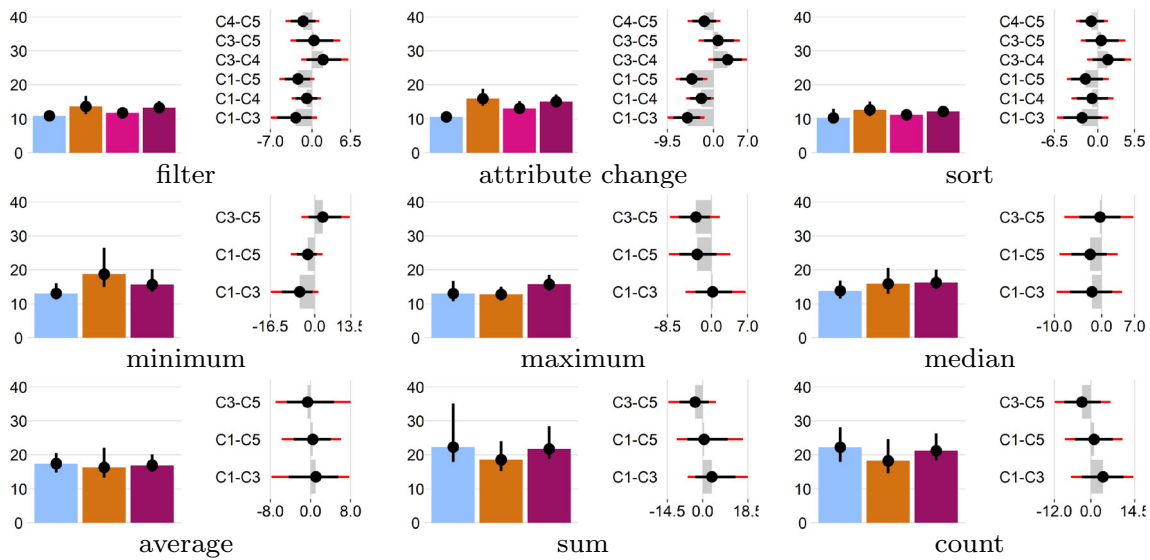 40
30
20
10
0
C4-C5
C3-C5
C3-C4
C1-C5
C1-C4
C1-C3
-7.0 0.0 6.5
filter
40
30
20
10
0
C4-C5
C3-C5
C3-C4
C1-C5
C1-C4
C1-C3
-9.5 0.0 6.0
attribute change
40
30
20
10
0
C4-C5
C3-C5
C3-C4
C1-C5
C1-C4
C1-C3
-6.5 0.0 5.5
sort
40
30
20
10
0
C3-C5
C1-C5
C1-C3
-16.5 0.0 13.5
minimum
40
30
20
10
0
C3-C5
C1-C5
C1-C3
-8.5 0.0 7.0
maximum
40
30
20
10
0
C3-C5
C1-C5
C1-C3
-10.0 0.0 7.0
median
40
30
20
10
0
C3-C5
C1-C5
C1-C3
-8.0 0.0 8.0
average
40
30
20
10
0
C3-C5
C1-C5
C1-C3
-14.5 0.0 18.5
sum
40
30
20
10
0
C3-C5
C1-C5
C1-C3
-12.0 0.0 14.5
count